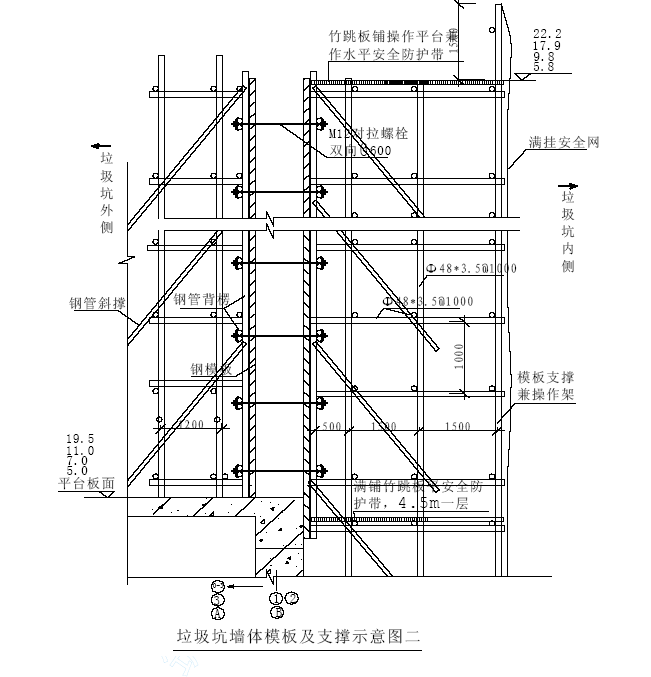 竹跳板铺操作平台兼
作水平安全防护带
1500
22.2
17.9
9.8
5.8
M12对拉螺栓
双向@600
满挂安全网
垃圾坑外侧
垃圾坑内侧
Φ48*3.5@1000
钢管斜撑
钢管背楞
Φ48*3.5@1000
1000
钢模板
模板支撑
兼操作架
1200
500
1500
1500
19.5
11.0
7.0
5.0
平台板面
满铺竹跳板 安全防
护带，4.5m一层
3
A
1 2
B
垃圾坑墙体模板及支撑示意图二